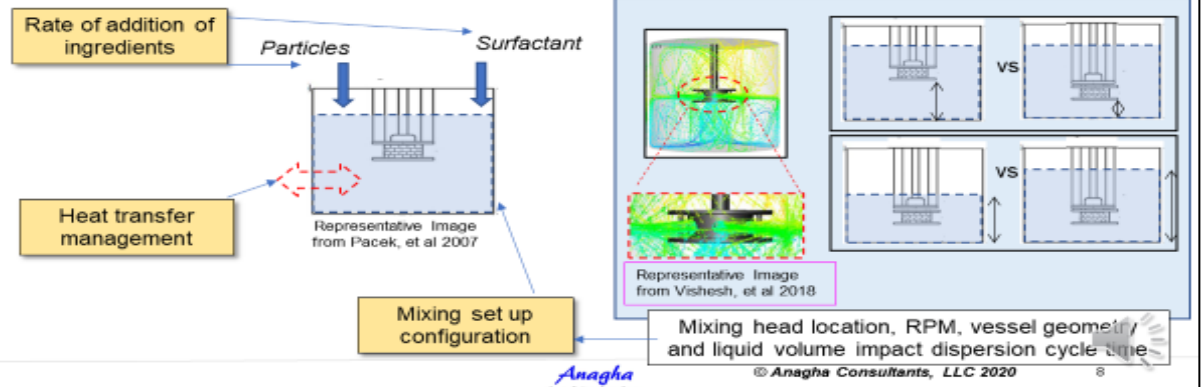 Rate of addition of
ingredients
Particles
Surfactant
Heat transfer
management
Representative Image
from Pacek, et al 2007
Mixing set up
configuration
VS
VS
Representative Image
from Vishesh, et al 2018
Mixing head location, RPM, vessel geometry
and liquid volume impact dispersion cycle time
Anagha
© Anagha Consultants, LLC 2020
8